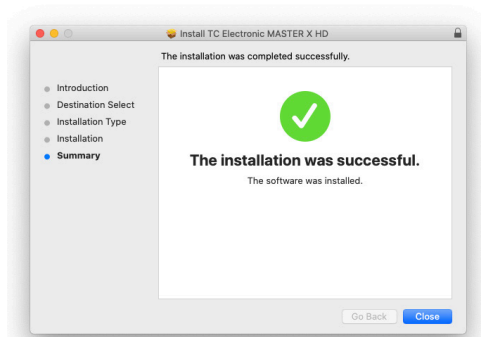 Install TC Electronic MASTER X HD
The installation was completed successfully.
Introduction
Destination Select
Installation Type
Installation
Summary
The installation was successful.
The software was installed.
Go Back
Close